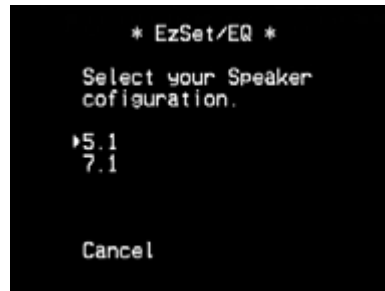 * EzSet/EQ *
Select your Speaker
cofiguration.
▸5.1
7.1
Cancel